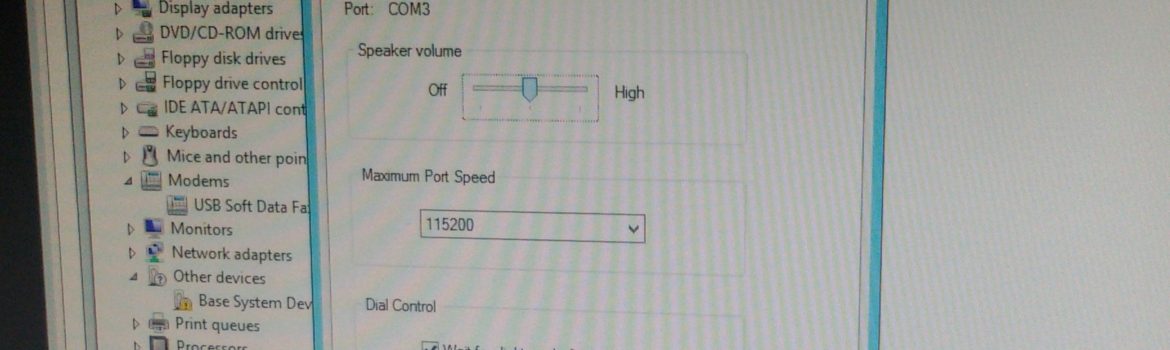 Display adapters
DVD/CD-ROM drives
Floppy disk drives
Floppy drive control
IDE ATA/ATAPI cont
Keyboards
Mice and other poin
Modems
USB Soft Data Fa
Monitors
Network adapters
Other devices
Base System Dev
Print queues
Processors
Port: COM3
Speaker volume
Off
High
Maximum Port Speed
115200
Dial Control